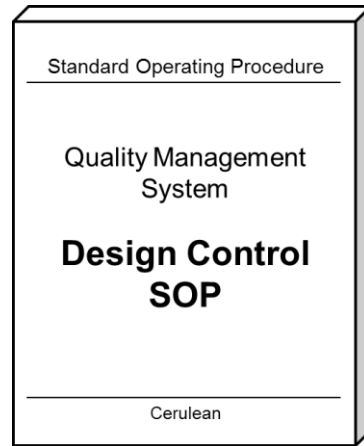 Standard Operating Procedure
Quality Management
System
Design Control
SOP
Cerulean